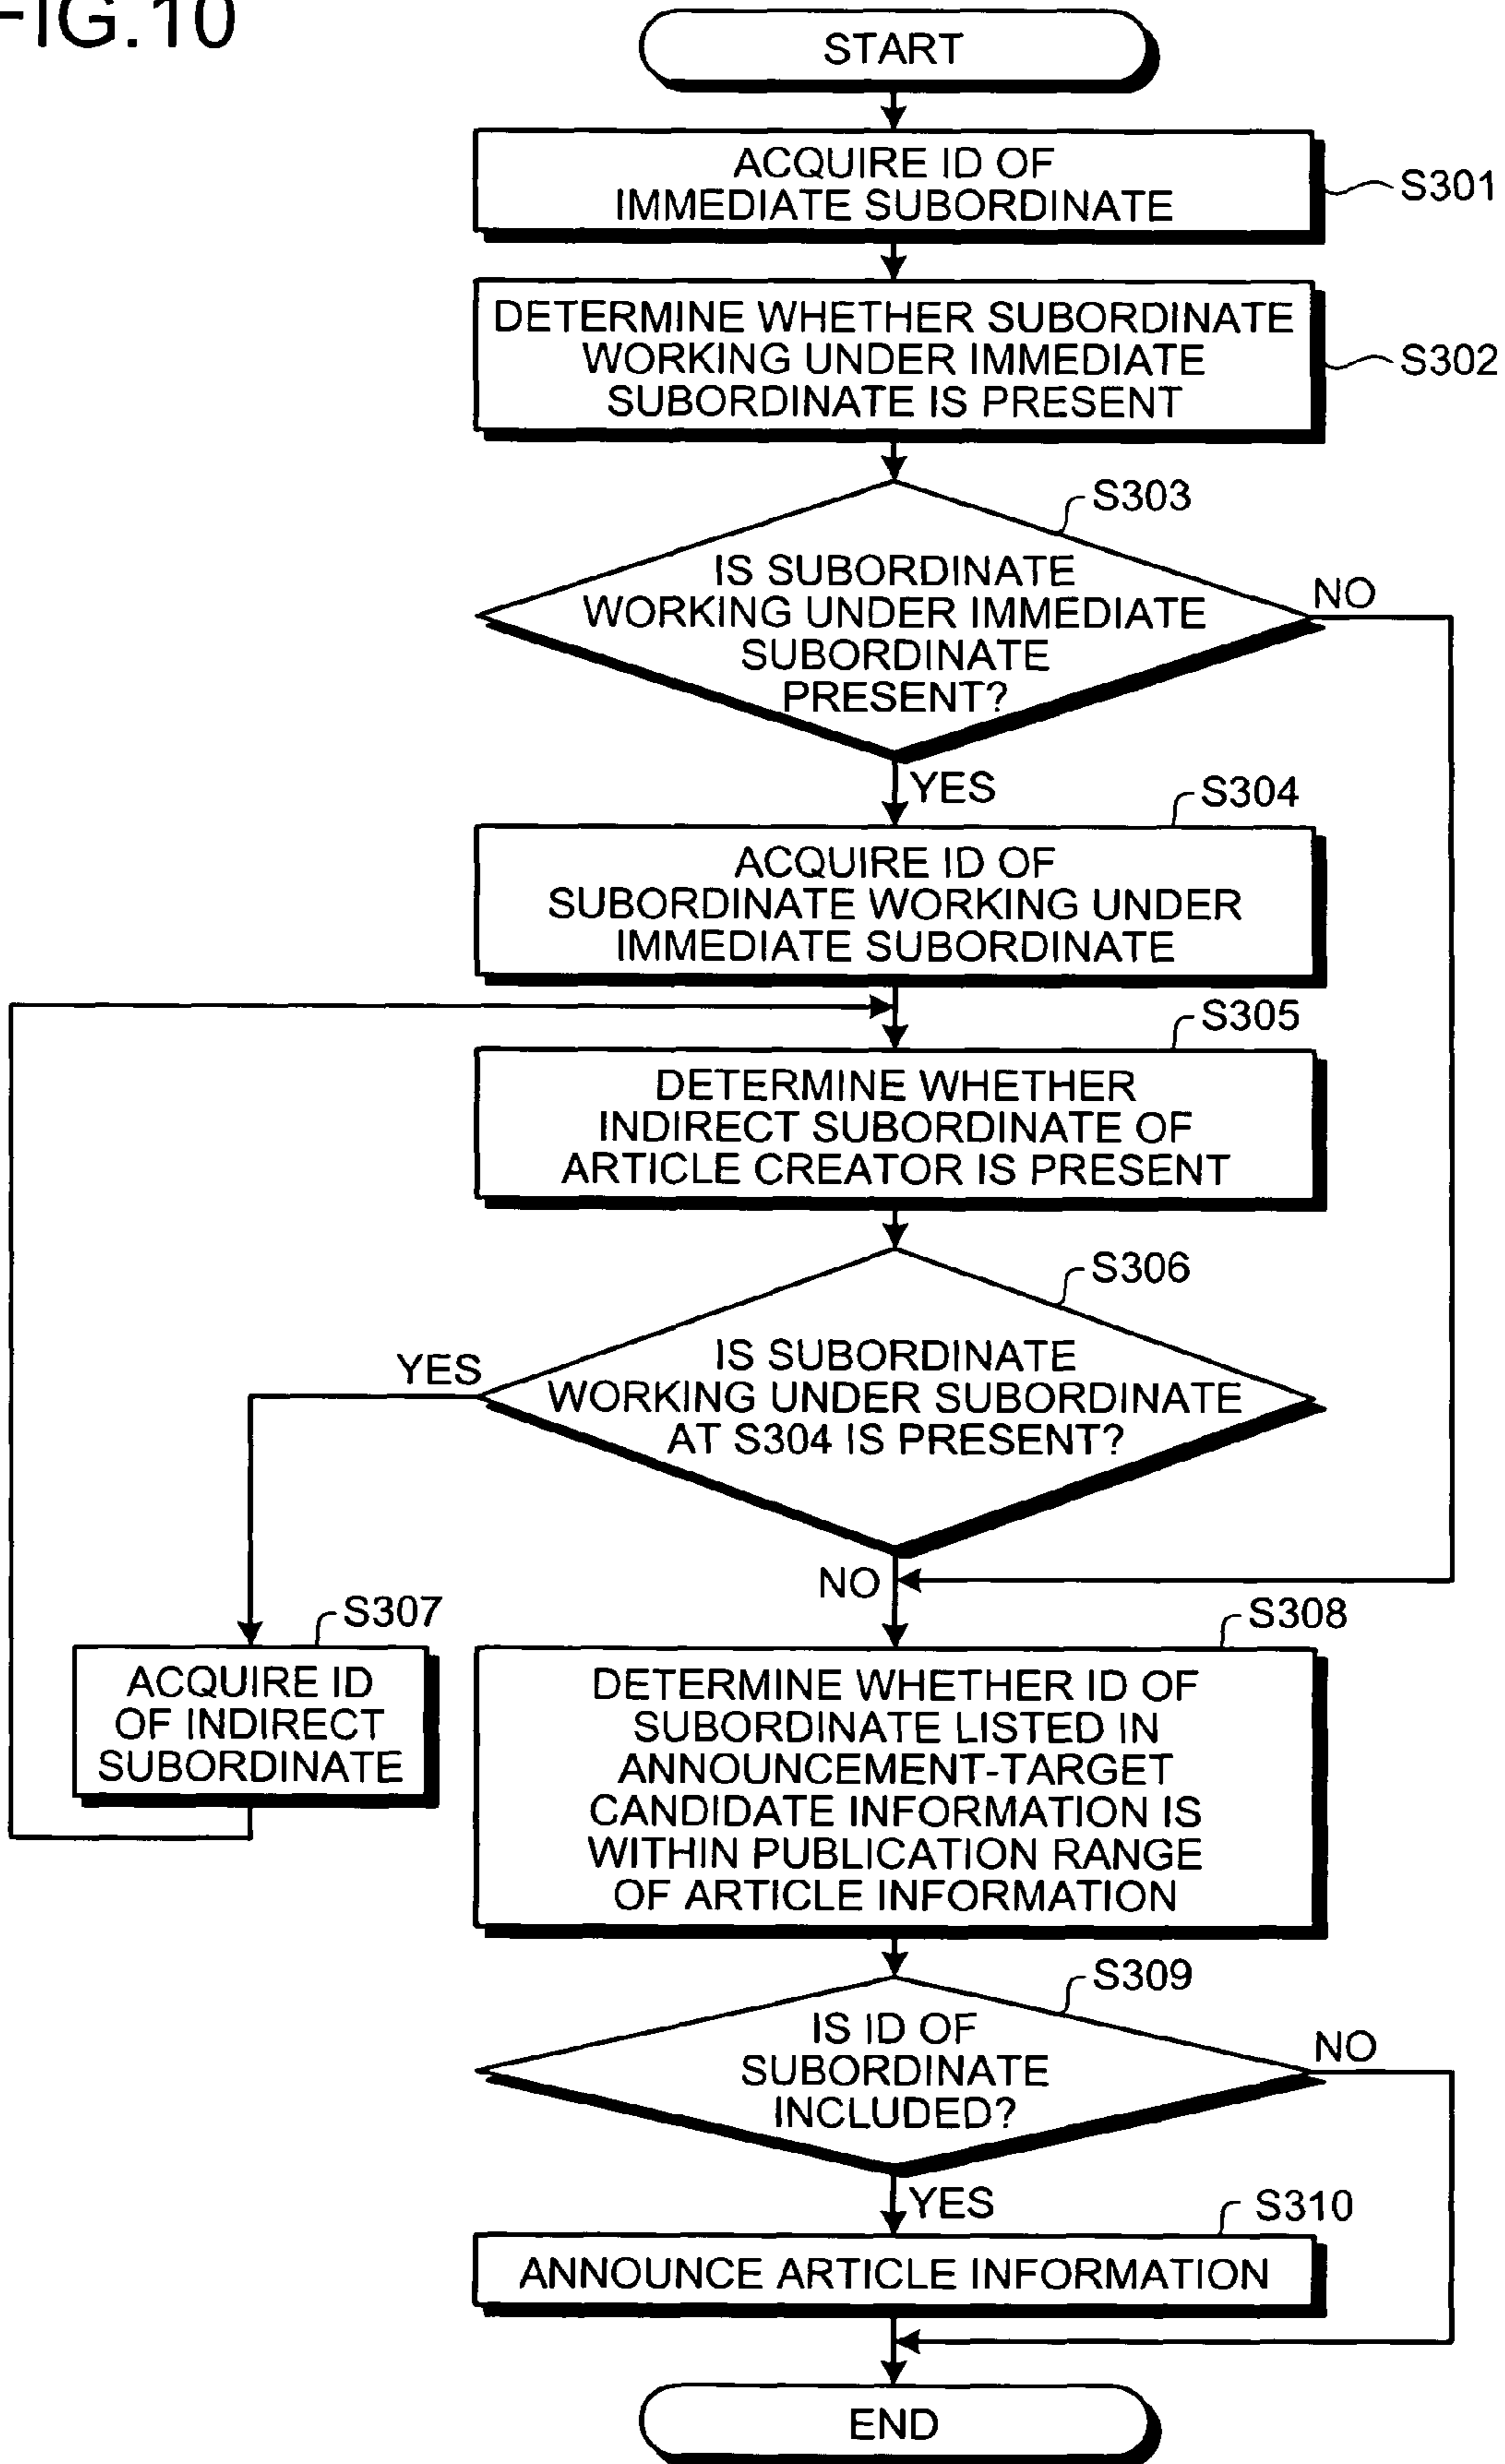 FIG.10
START
ACQUIRE ID OF
IMMEDIATE SUBORDINATE
S301
DETERMINE WHETHER SUBORDINATE
WORKING UNDER IMMEDIATE
SUBORDINATE IS PRESENT
S302
S303
IS SUBORDINATE
WORKING UNDER IMMEDIATE
SUBORDINATE
PRESENT?
NO
YES
S304
ACQUIRE ID OF
SUBORDINATE WORKING UNDER
IMMEDIATE SUBORDINATE
S305
DETERMINE WHETHER
INDIRECT SUBORDINATE OF
ARTICLE CREATOR IS PRESENT
S306
IS SUBORDINATE
WORKING UNDER SUBORDINATE
AT S304 IS PRESENT?
YES
NO
S307
ACQUIRE ID
OF INDIRECT
SUBORDINATE
S308
DETERMINE WHETHER ID OF
SUBORDINATE LISTED IN
ANNOUNCEMENT-TARGET
CANDIDATE INFORMATION IS
WITHIN PUBLICATION RANGE
OF ARTICLE INFORMATION
S309
IS ID OF
SUBORDINATE
INCLUDED?
NO
YES
S310
ANNOUNCE ARTICLE INFORMATION
END